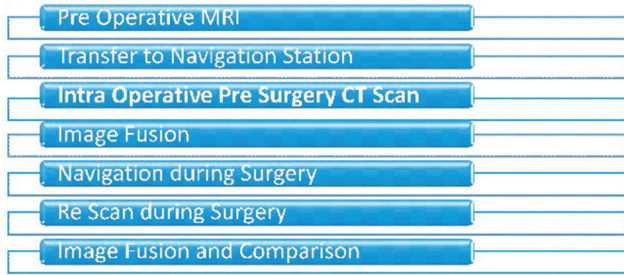 Pre Operative MRI
Transfer to Navigation Station
Intra Operative Pre Surgery CT Scan
Image Fusion
Navigation during Surgery
Re Scan during Surgery
Image Fusion and Comparison